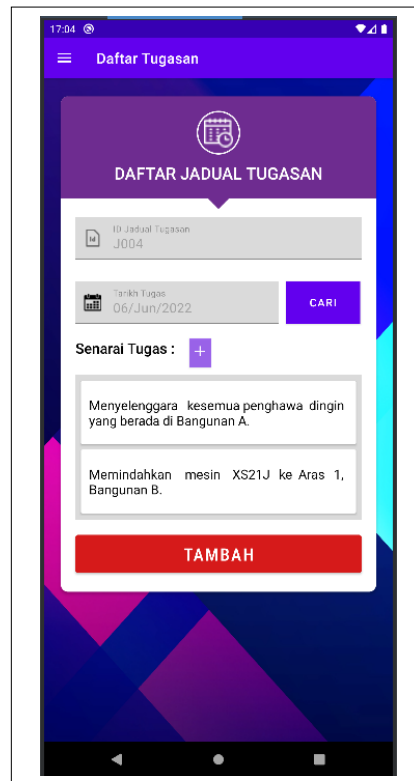 17:04
Daftar Tugasan
DAFTAR JADUAL TUGASAN
Id
ID Jadual Tugasan
J004
Tarikh Tugas
06/Jun/2022
CARI
Senarai Tugas :
+
Menyelenggara kesemua penghawa dingin
yang berada di Bangunan A.
Memindahkan mesin XS21J ke Aras 1,
Bangunan B.
TAMBAH